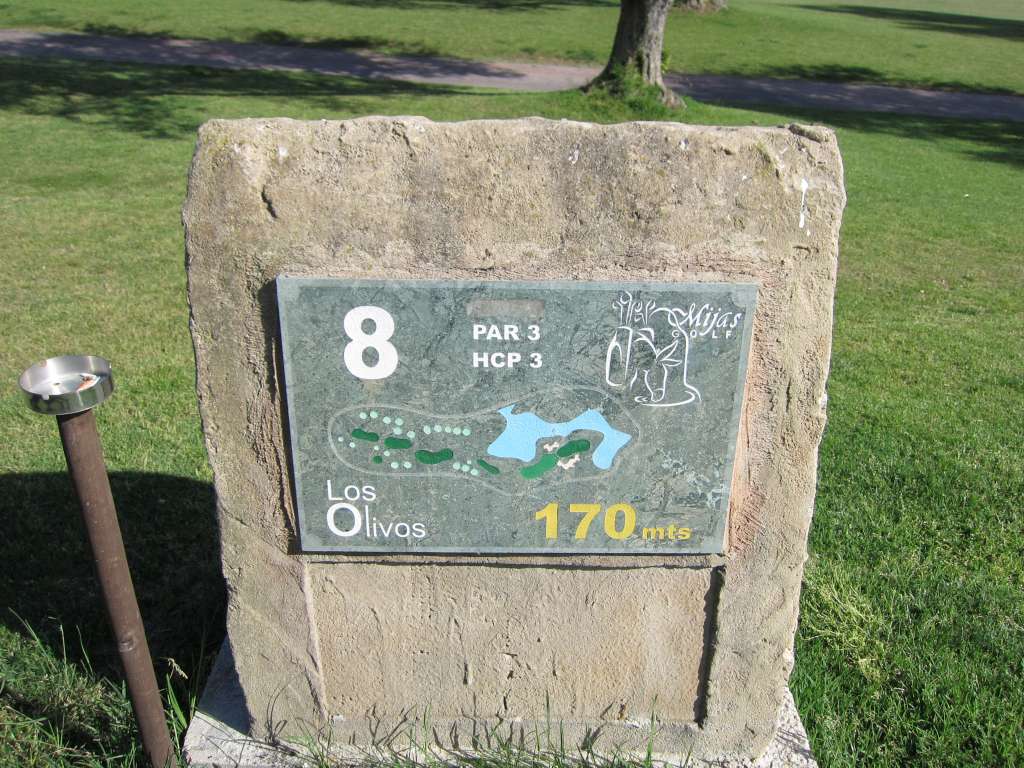 8
PAR 3
HCP 3
Mijas
GOLF
Los
Olivos
170 mts